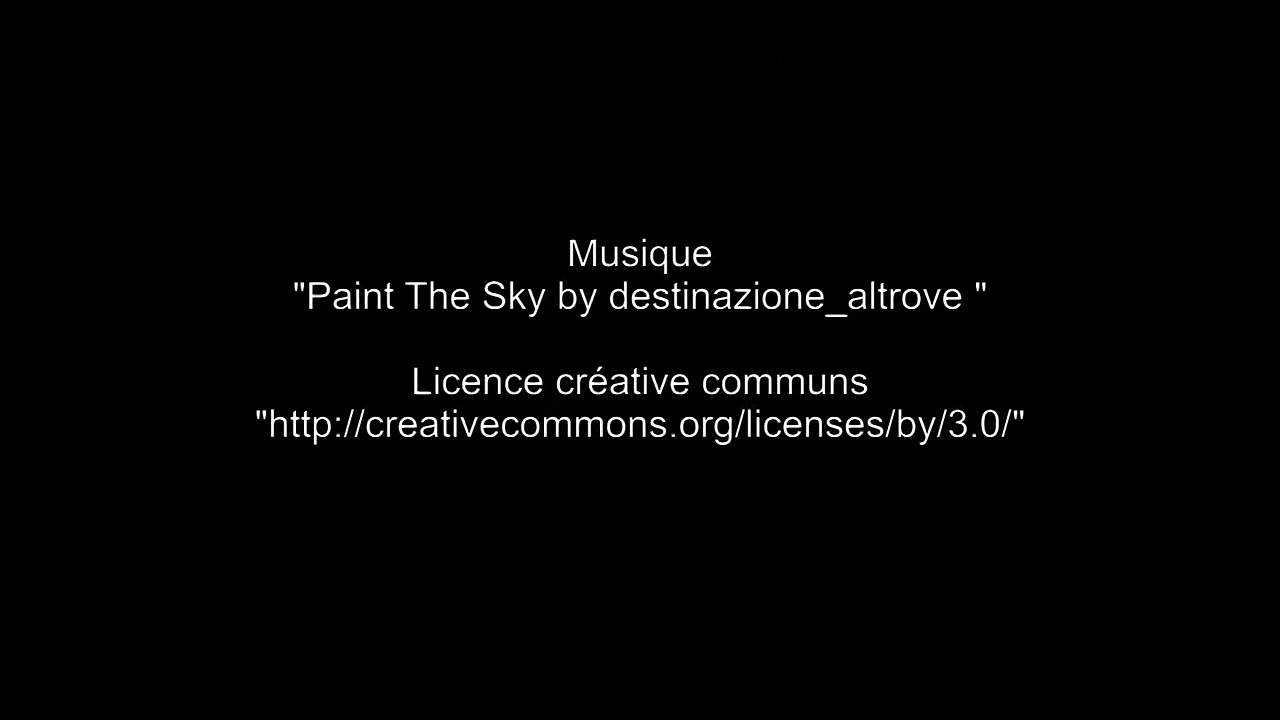 Musique
"Paint The Sky by destinazione_altrove "
Licence créative communs
"http://creativecommons.org/licenses/by/3.0/"